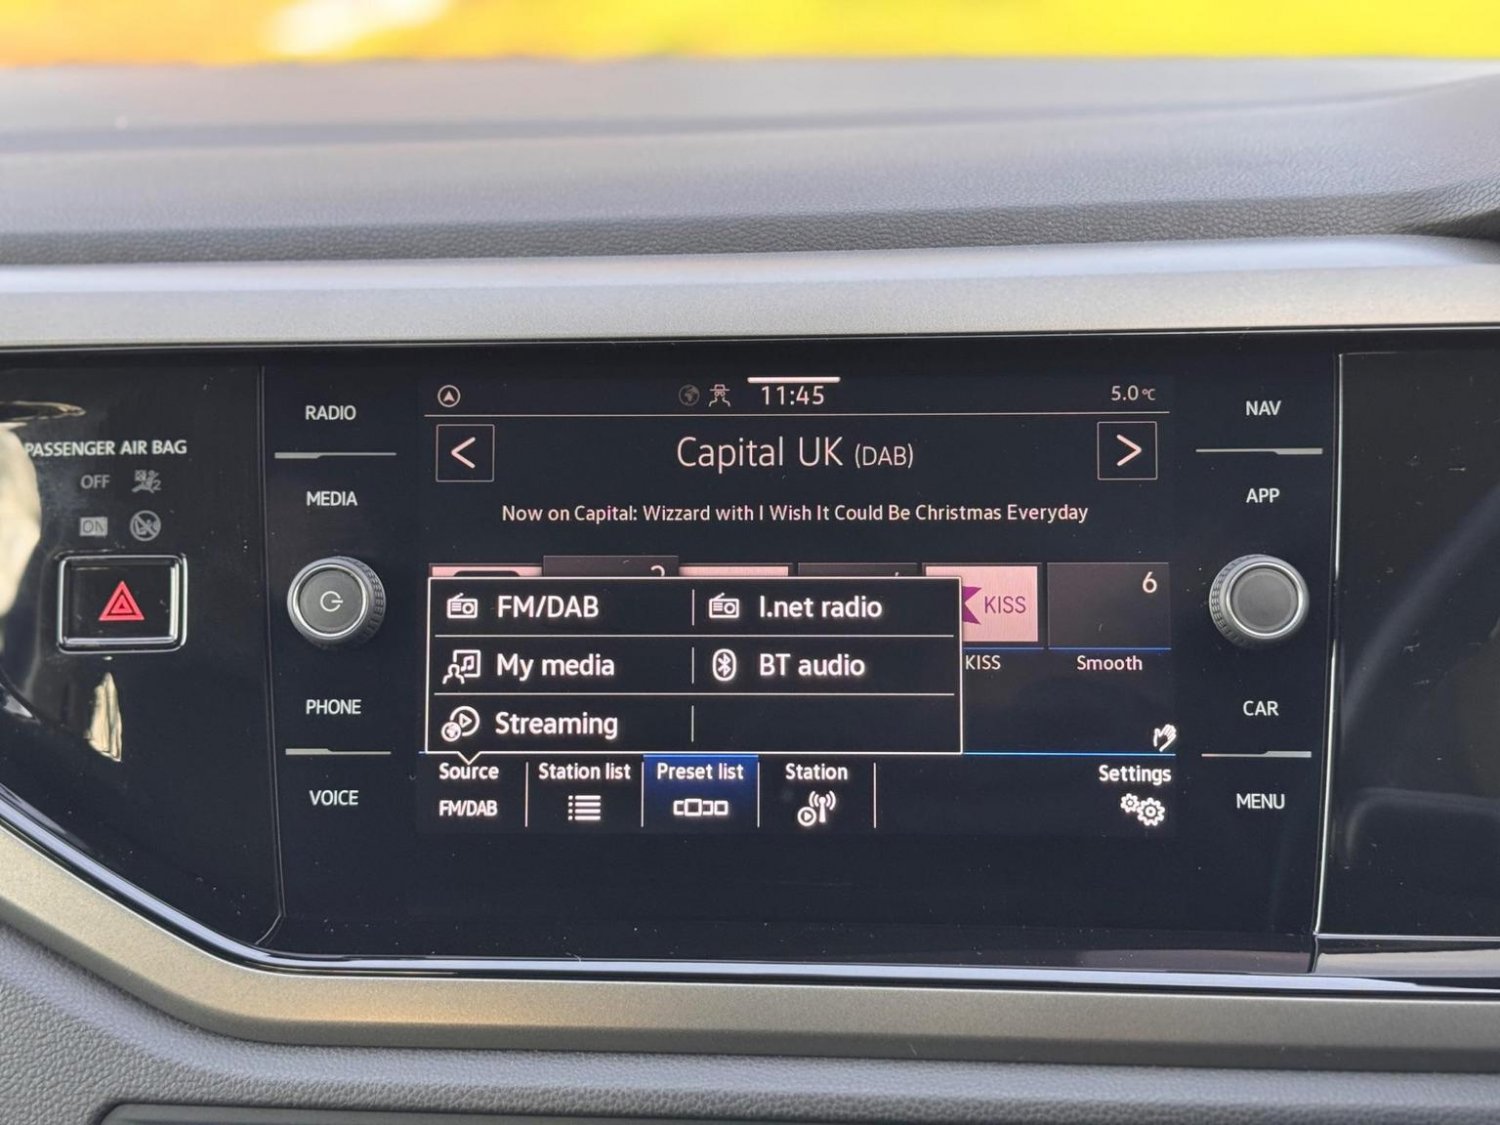 PASSENGER AIR BAG
OFF
ON
RADIO
MEDIA
PHONE
VOICE
11:45
5.0 °C
< Capital UK (DAB) >
Now on Capital: Wizzard with I Wish It Could Be Christmas Everyday
FM/DAB
I.net radio
My media
BT audio
Streaming
KISS
KISS
6
Smooth
Source
FM/DAB
Station list
Preset list
Station
Settings
NAV
APP
CAR
MENU